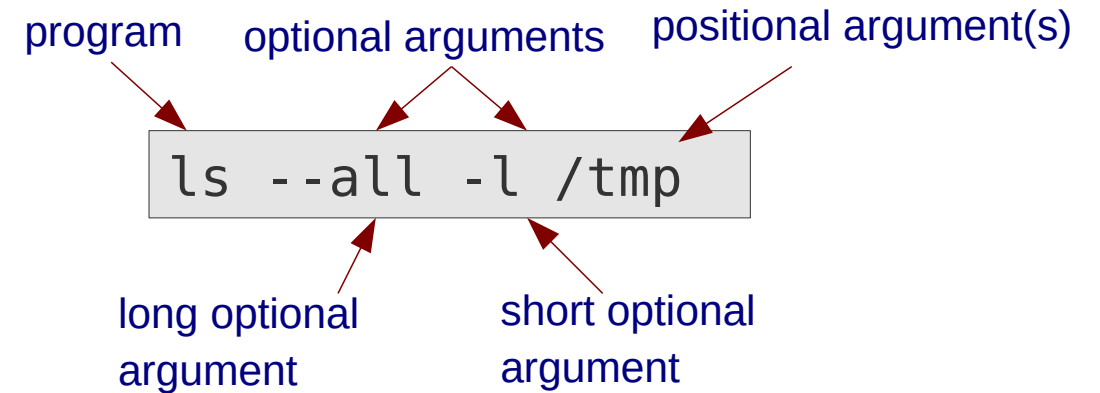 program
optional arguments
positional argument(s)
ls --all -l /tmp
long optional
argument
short optional
argument